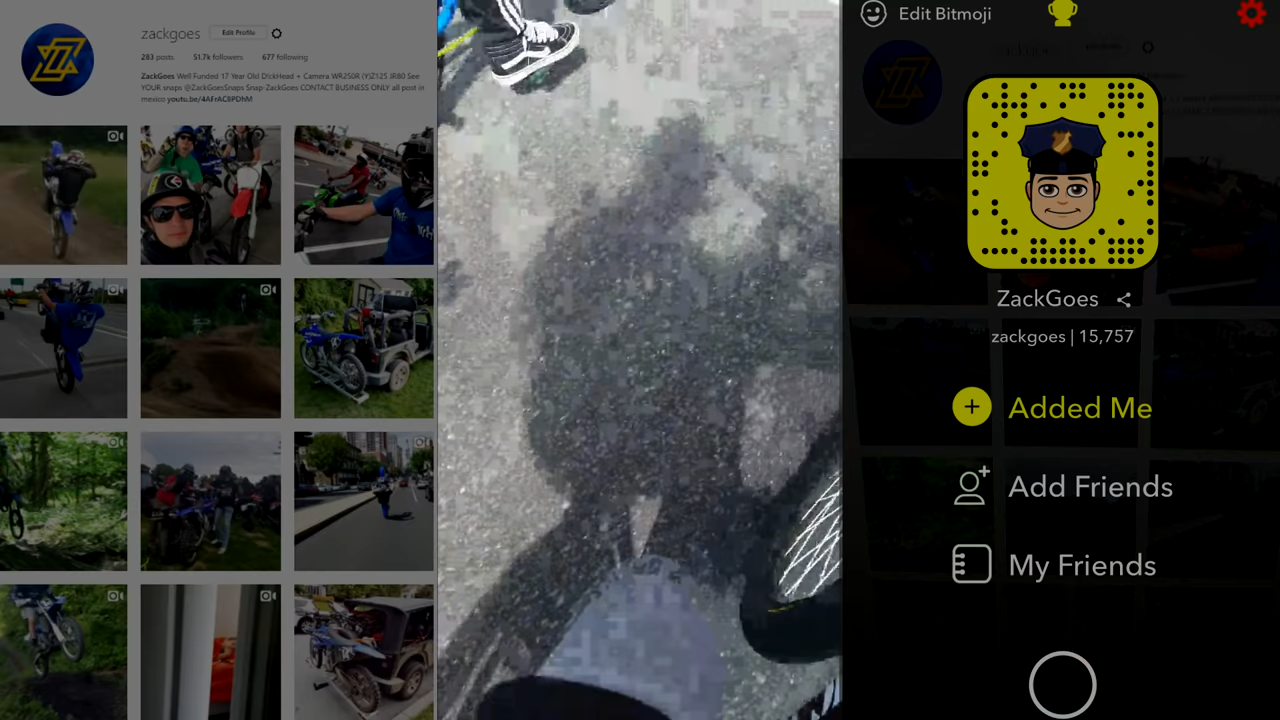 zackgoes Edit Profile
283 posts 51.7k followers 677 following
ZackGoes Well Funded 17 Year Old D!ckHead + Camera WR250R (Y)Z125 JR80 See
YOUR snaps @ZackGoesSnaps Snap-ZackGoes CONTACT BUSINESS ONLY all post in
mexico youtu.be/4AFrAC8PDhM
Edit Bitmoji
ZackGoes
zackgoes | 15,757
Added Me
Add Friends
My Friends